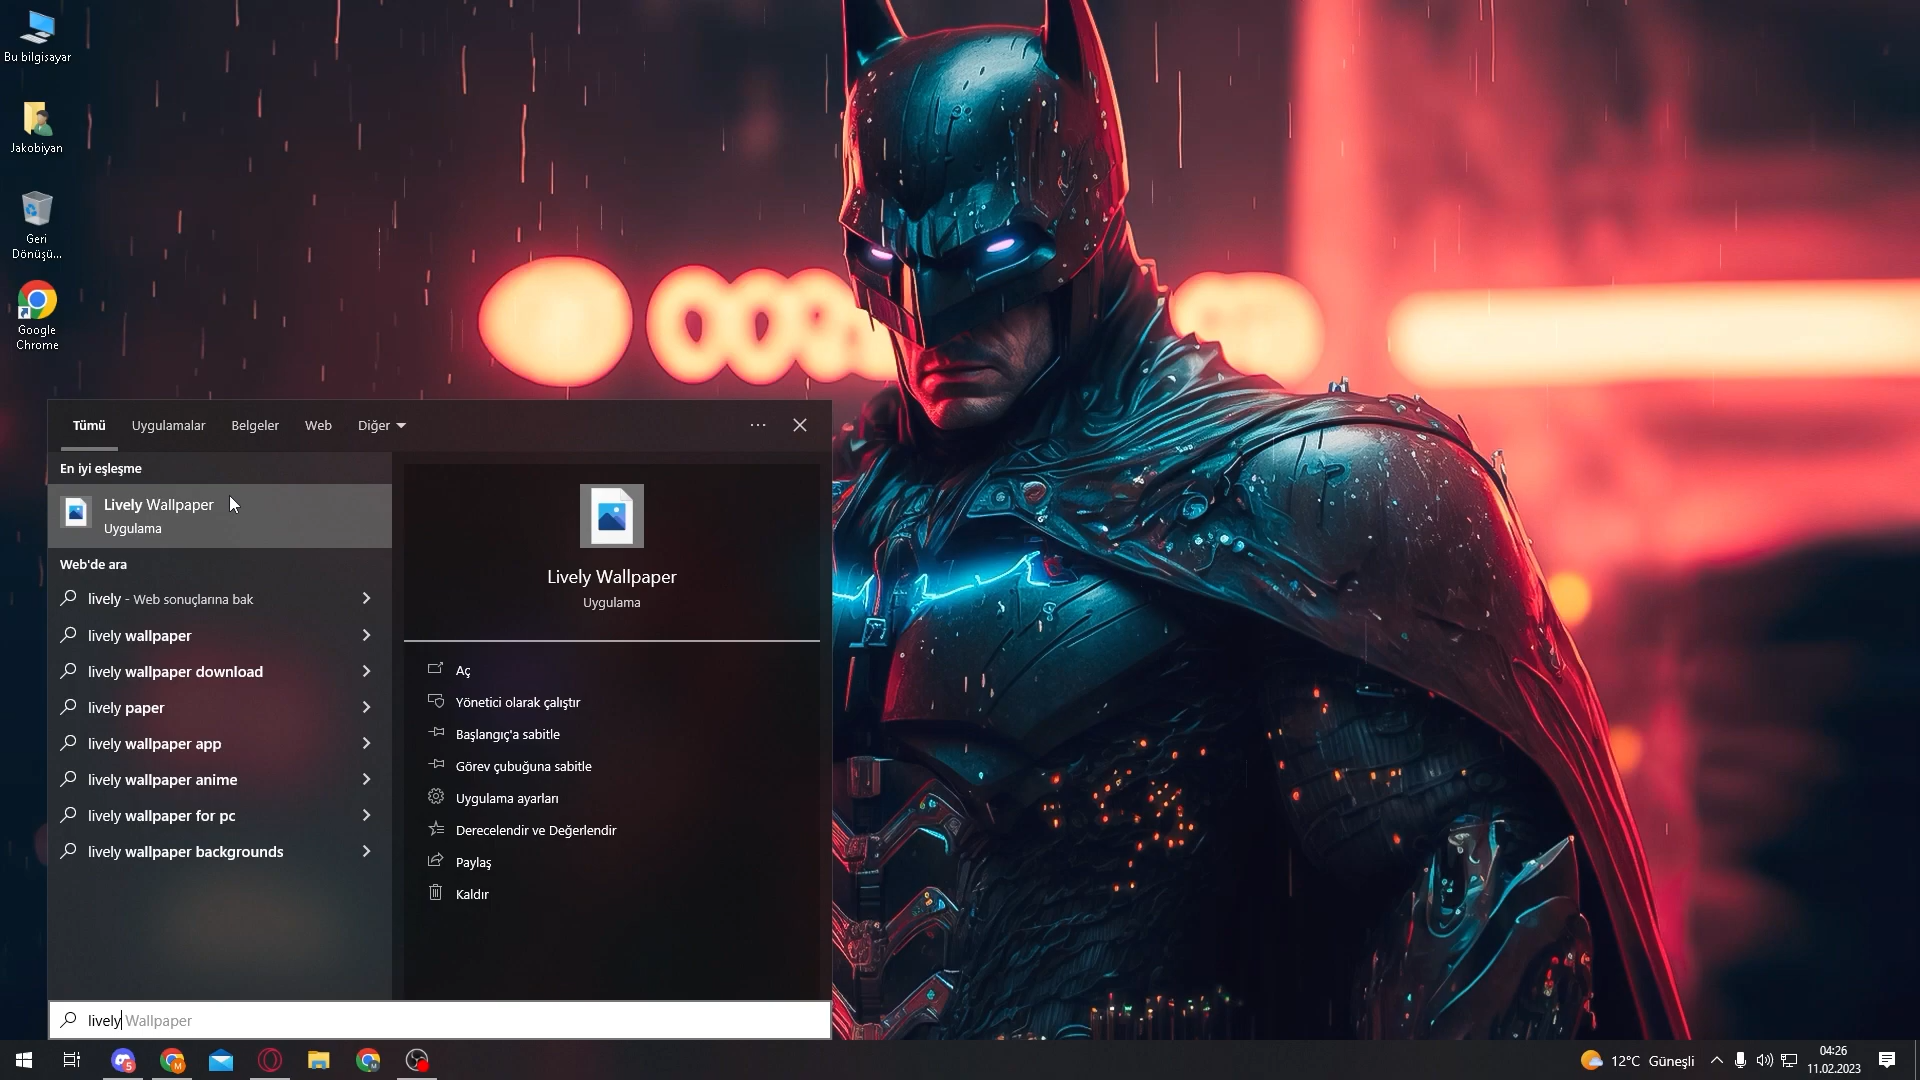 Bu bilgisayar
Jakobiyan
Geri
Dönüşü...
Google
Chrome
Tümü
Uygulamalar
Belgeler
Web
Diğer
En iyi eşleşme
Lively Wallpaper
Uygulama
Web'de ara
lively - Web sonuçlarına bak
lively wallpaper
lively wallpaper download
lively paper
lively wallpaper app
lively wallpaper anime
lively wallpaper for pc
lively wallpaper backgrounds
Lively Wallpaper
Uygulama
Aç
Yönetici olarak çalıştır
Başlangıç'a sabitle
Görev çubuğuna sabitle
Uygulama ayarları
Derecelendir ve Değerlendir
Paylaş
Kaldır
lively Wallpaper
5
M
12°C Güneşli
04:26
11.02.2023